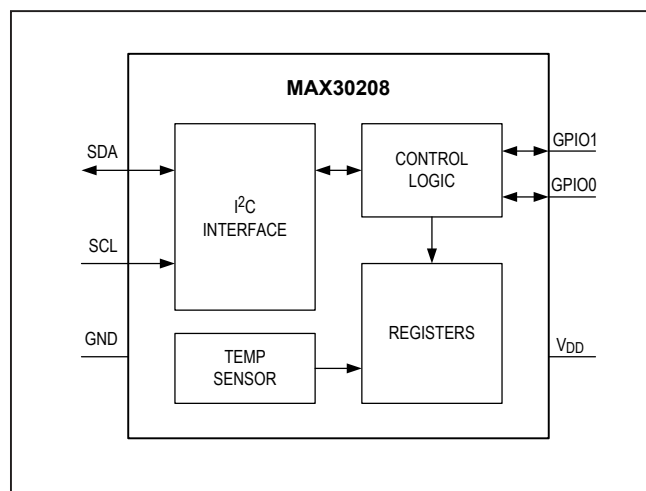 MAX30208
SDA
SCL
GND
I²C
INTERFACE
TEMP
SENSOR
CONTROL
LOGIC
REGISTERS
GPIO1
GPIO0
VDD